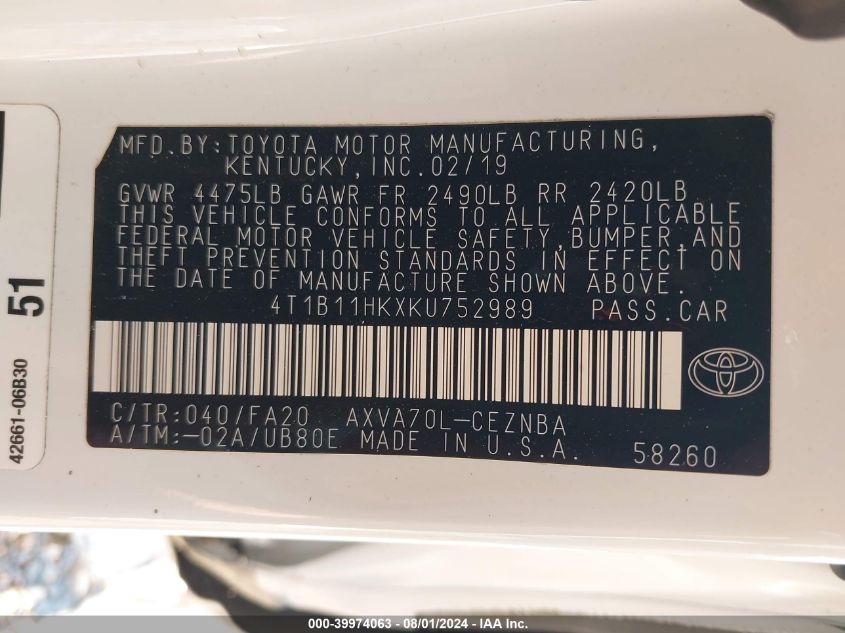 MFD.BY:TOYOTA MOTOR MANUFACTURING,
KENTUCKY,INC.02/19
GVWR 4475LB GAWR FR 2490LB RR 2420LB
THIS VEHICLE CONFORMS TO ALL APPLICABLE
FEDERAL MOTOR VEHICLE SAFETY,BUMPER,AND
THEFT PREVENTION STANDARDS IN EFFECT ON
THE DATE OF MANUFACTURE SHOWN ABOVE.
4T1B11HKXKU752989 PASS.CAR
C/TR:040/FA20 AXVA70L-CEZNBA
A/TM:-02A/UB80E MADE IN U.S.A. 58260
51
42661-06B30
000-39974063 - 08/01/2024 - IAA Inc.